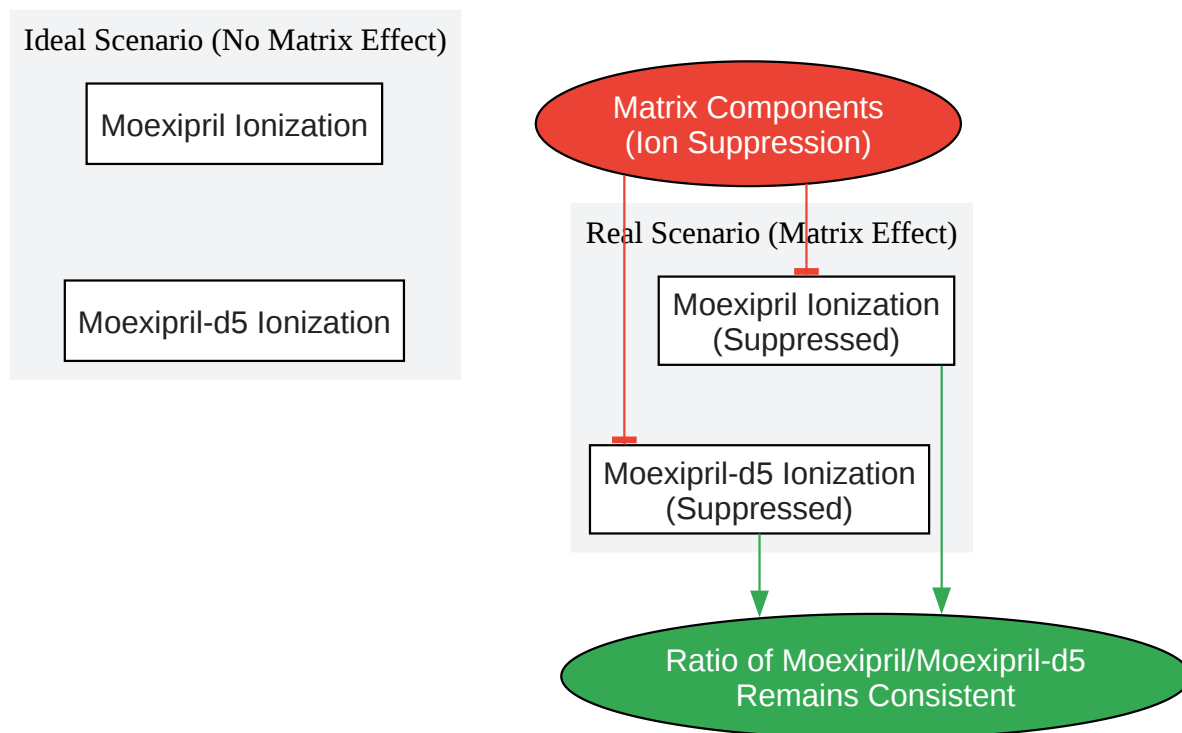 Ideal Scenario (No Matrix Effect)
Moexipril Ionization
Moexipril-d5 Ionization
Matrix Components
(Ion Suppression)
Real Scenario (Matrix Effect)
Moexipril Ionization
(Suppressed)
Moexipril-d5 Ionization
(Suppressed)
Ratio of Moexipril/Moexipril-d5
Remains Consistent